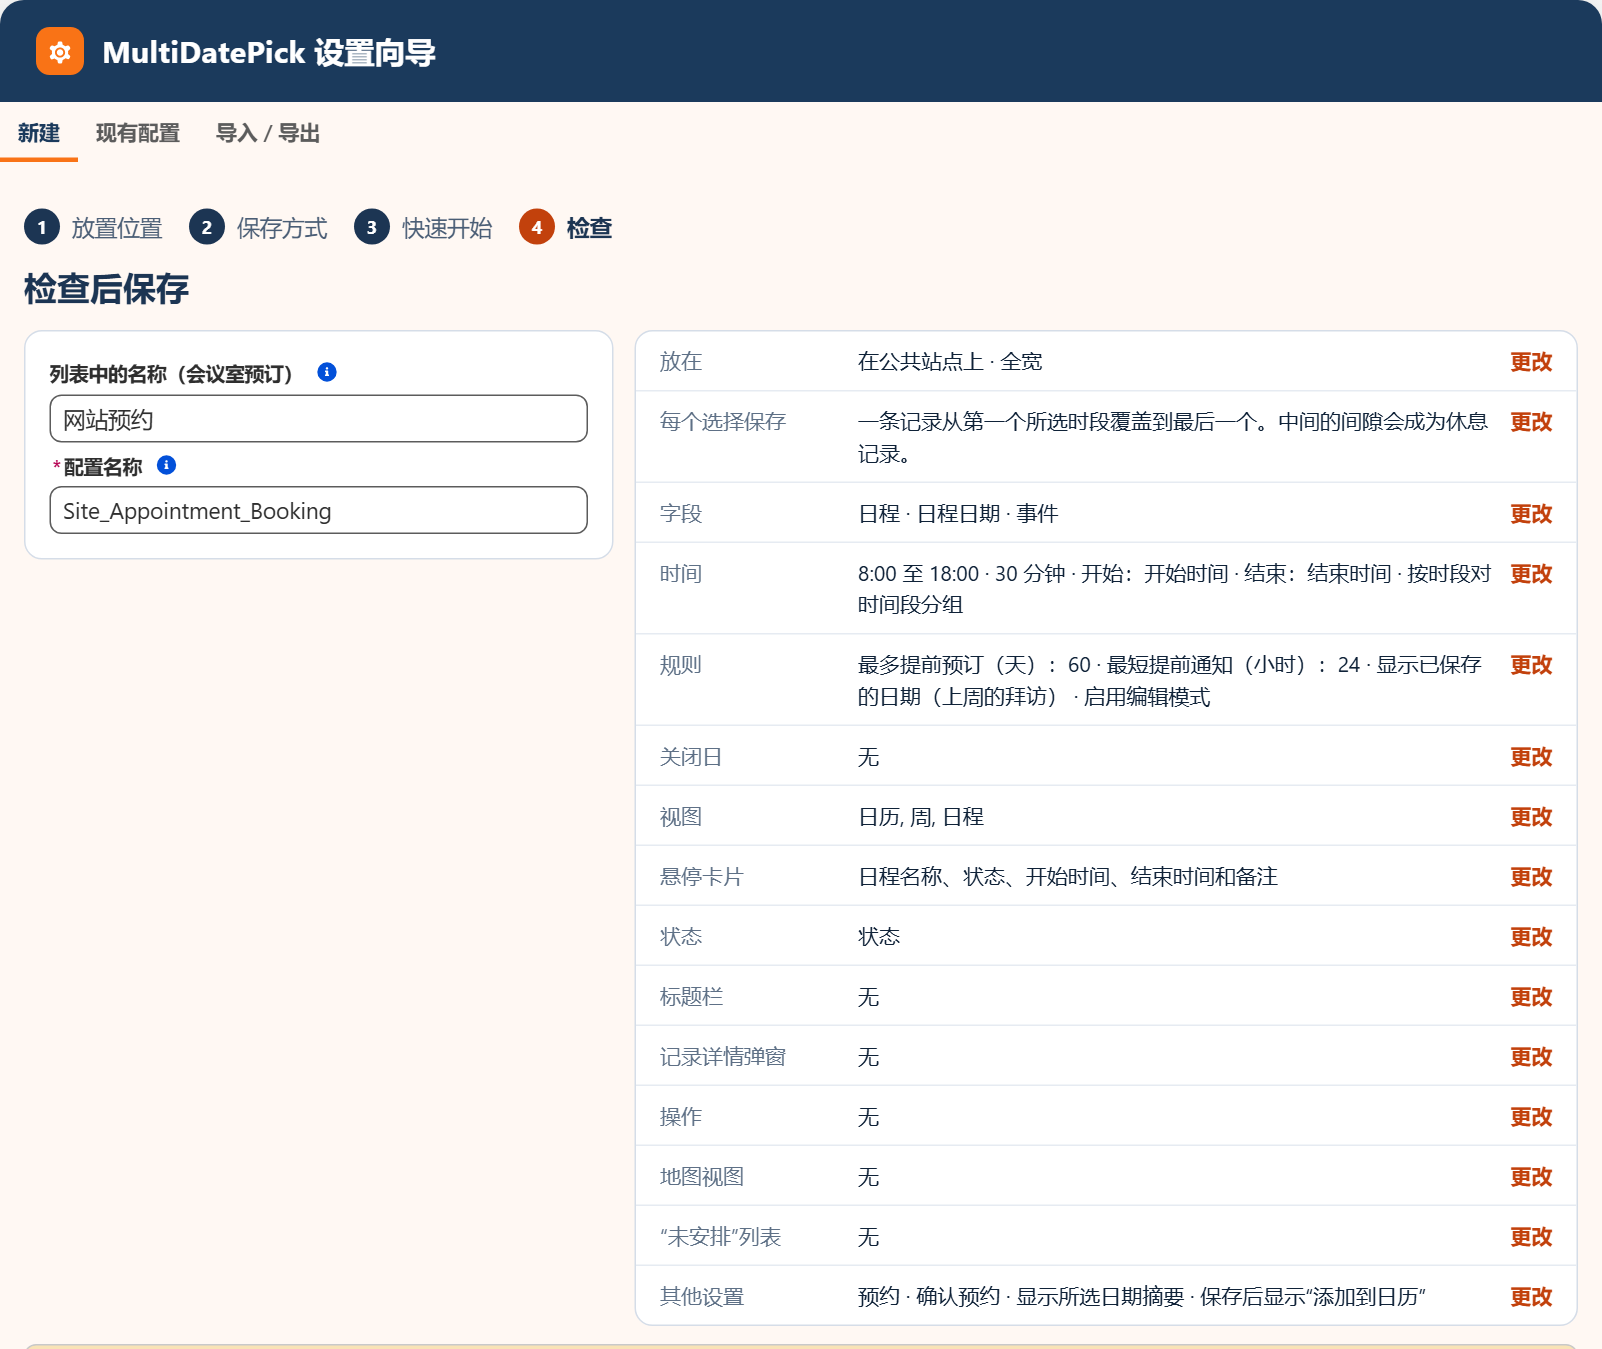 MultiDatePick 设置向导
新建 现有配置 导入 / 导出
1 放置位置 2 保存方式 3 快速开始 4 检查
检查后保存
列表中的名称（会议室预订）
网站预约
*配置名称
Site_Appointment_Booking
放在 在公共站点上 · 全宽 更改
每个选择保存 一条记录从第一个所选时段覆盖到最后一个。中间的间隙会成为休息 更改
记录。
字段 日程 · 日程日期 · 事件 更改
时间 8:00 至 18:00 · 30 分钟 · 开始：开始时间 · 结束：结束时间 · 按时段对 更改
时间段分组
规则 最多提前预订（天）：60 · 最短提前通知（小时）：24 · 显示已保存 更改
的日期（上周的拜访） · 启用编辑模式
关闭日 无 更改
视图 日历, 周, 日程 更改
悬停卡片 日程名称、状态、开始时间、结束时间和备注 更改
状态 状态 更改
标题栏 无 更改
记录详情弹窗 无 更改
操作 无 更改
地图视图 无 更改
“未安排”列表 无 更改
其他设置 预约 · 确认预约 · 显示所选日期摘要 · 保存后显示“添加到日历” 更改